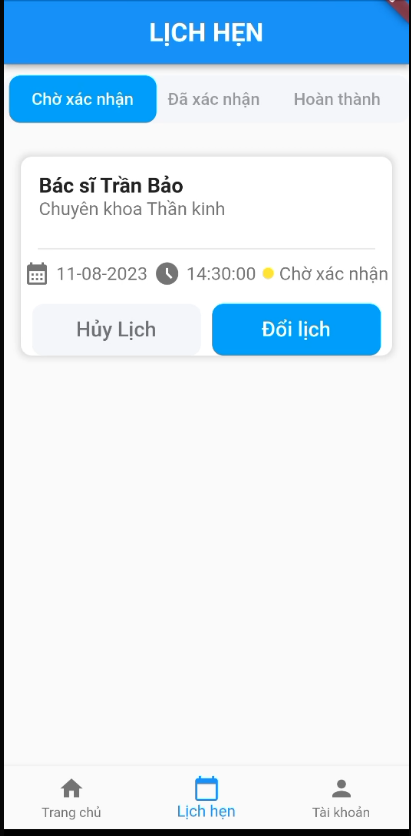 LỊCH HẸN
Chờ xác nhận Đã xác nhận Hoàn thành
Bác sĩ Trần Bảo
Chuyên khoa Thần kinh
11-08-2023 14:30:00 Chờ xác nhận
Hủy Lịch Đổi lịch
Trang chủ Lịch hẹn Tài khoản